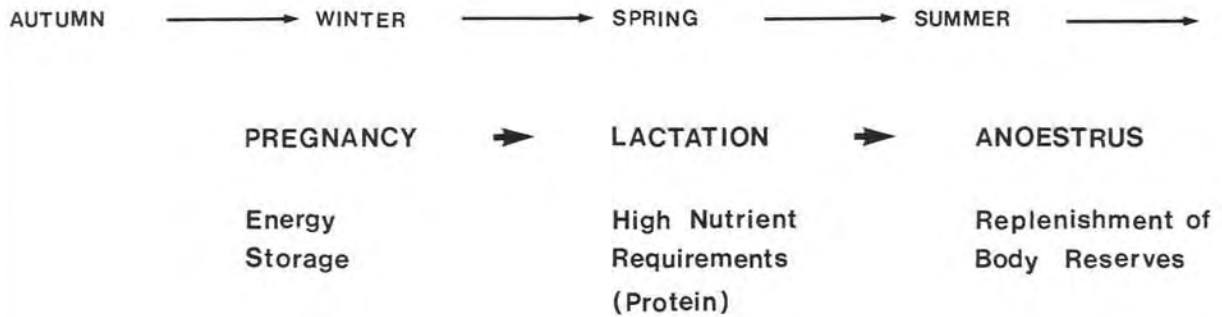 AUTUMN WINTER SPRING SUMMER
PREGNANCY LACTATION ANOESTRUS
Energy High Nutrient Replenishment of
Storage Requirements Body Reserves
(Protein)